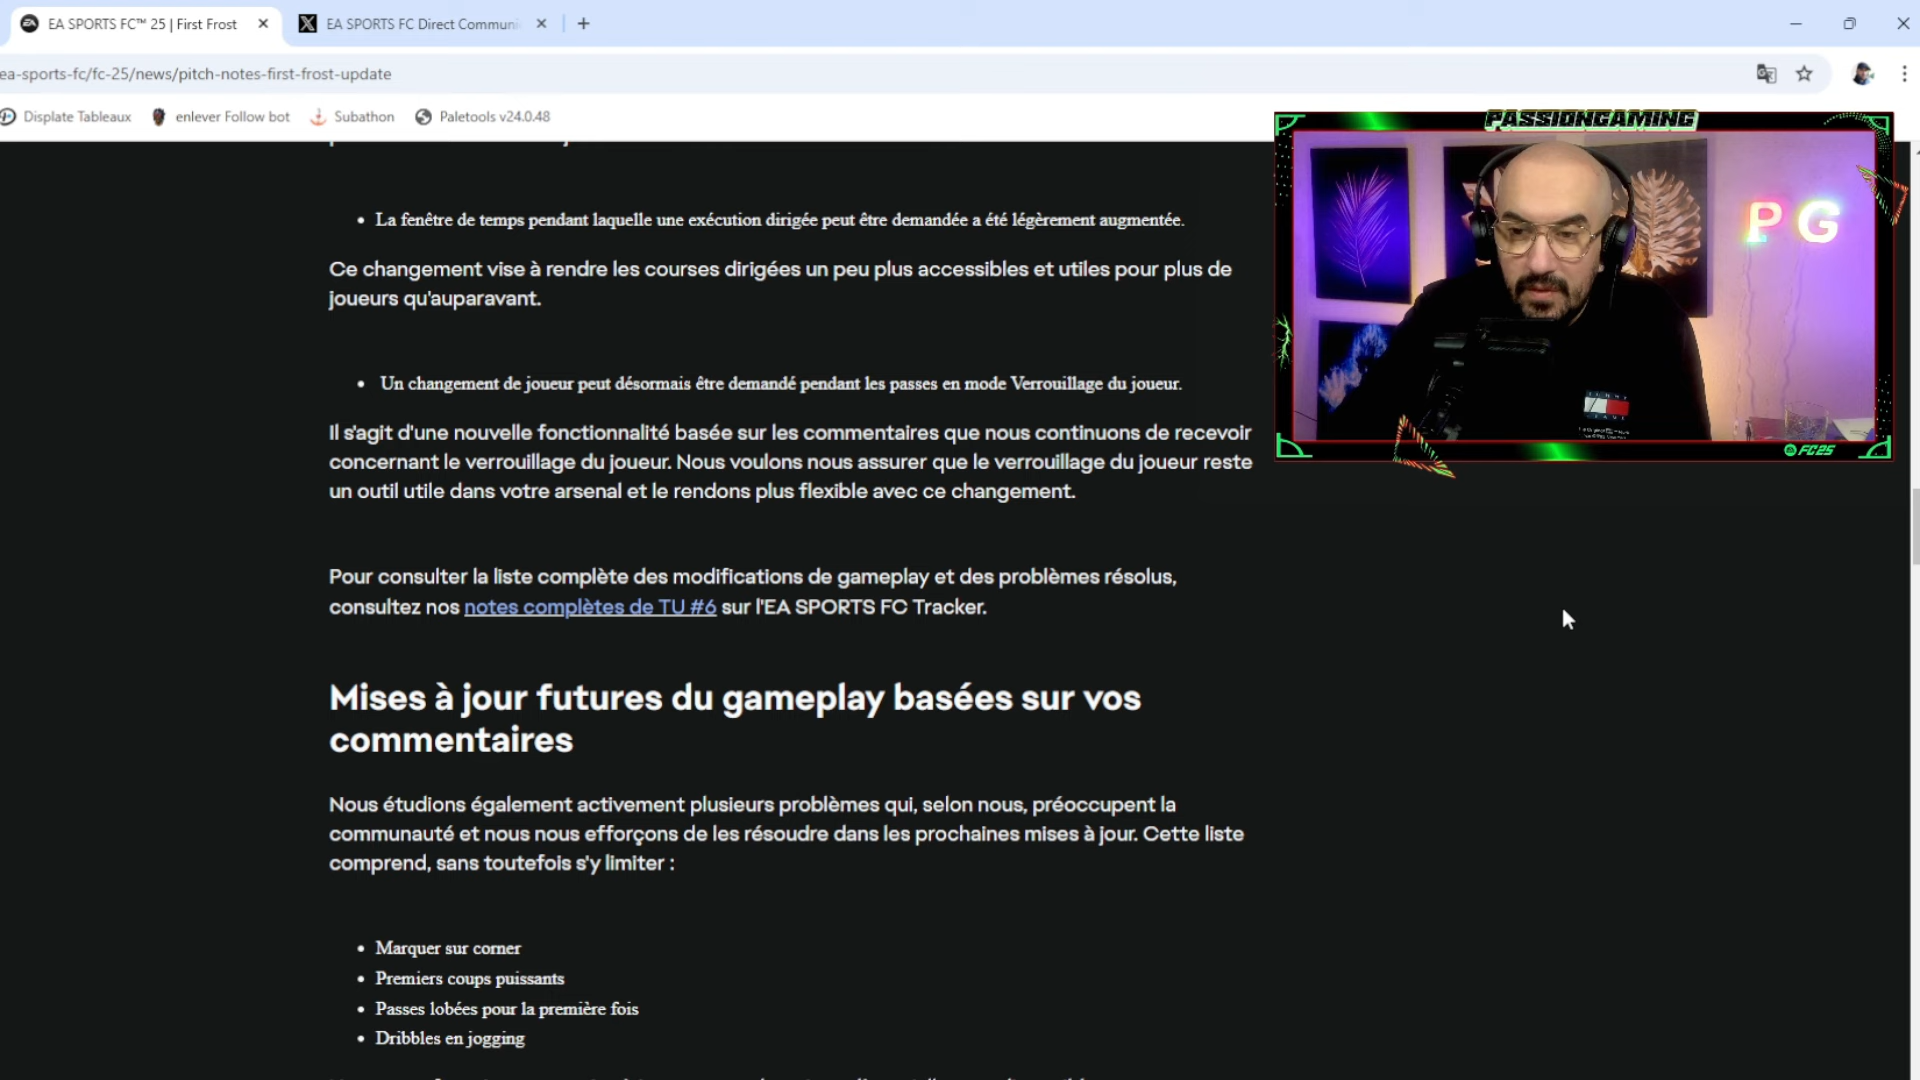 EA SPORTS FC™ 25 | First Frost
EA SPORTS FC Direct Communi
ea-sports-fc/fc-25/news/pitch-notes-first-frost-update
Displate Tableaux
enlever Follow bot
Subathon
Paletools v24.0.48
PASSIONGAMING
P G
FC25
• La fenêtre de temps pendant laquelle une exécution dirigée peut être demandée a été légèrement augmentée.
Ce changement vise à rendre les courses dirigées un peu plus accessibles et utiles pour plus de
joueurs qu'auparavant.
• Un changement de joueur peut désormais être demandé pendant les passes en mode Verrouillage du joueur.
Il s'agit d'une nouvelle fonctionnalité basée sur les commentaires que nous continuons de recevoir
concernant le verrouillage du joueur. Nous voulons nous assurer que le verrouillage du joueur reste
un outil utile dans votre arsenal et le rendons plus flexible avec ce changement.
Pour consulter la liste complète des modifications de gameplay et des problèmes résolus,
consultez nos notes complètes de TU #6 sur l'EA SPORTS FC Tracker.
Mises à jour futures du gameplay basées sur vos
commentaires
Nous étudions également activement plusieurs problèmes qui, selon nous, préoccupent la
communauté et nous nous efforçons de les résoudre dans les prochaines mises à jour. Cette liste
comprend, sans toutefois s'y limiter :
• Marquer sur corner
• Premiers coups puissants
• Passes lobées pour la première fois
• Dribbles en jogging